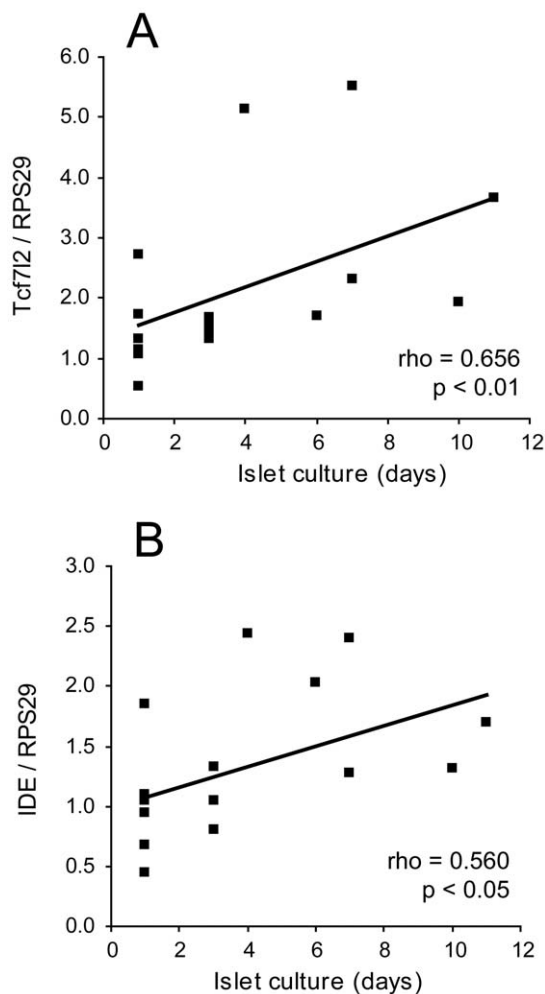 A
6.0
5.0
4.0
3.0
2.0
1.0
0.0
Tcf7l2 / RPS29
rho = 0.656
p < 0.01
0 2 4 6 8 10 12
Islet culture (days)
B
3.0
2.5
2.0
1.5
1.0
0.5
0.0
IDE / RPS29
rho = 0.560
p < 0.05
0 2 4 6 8 10 12
Islet culture (days)